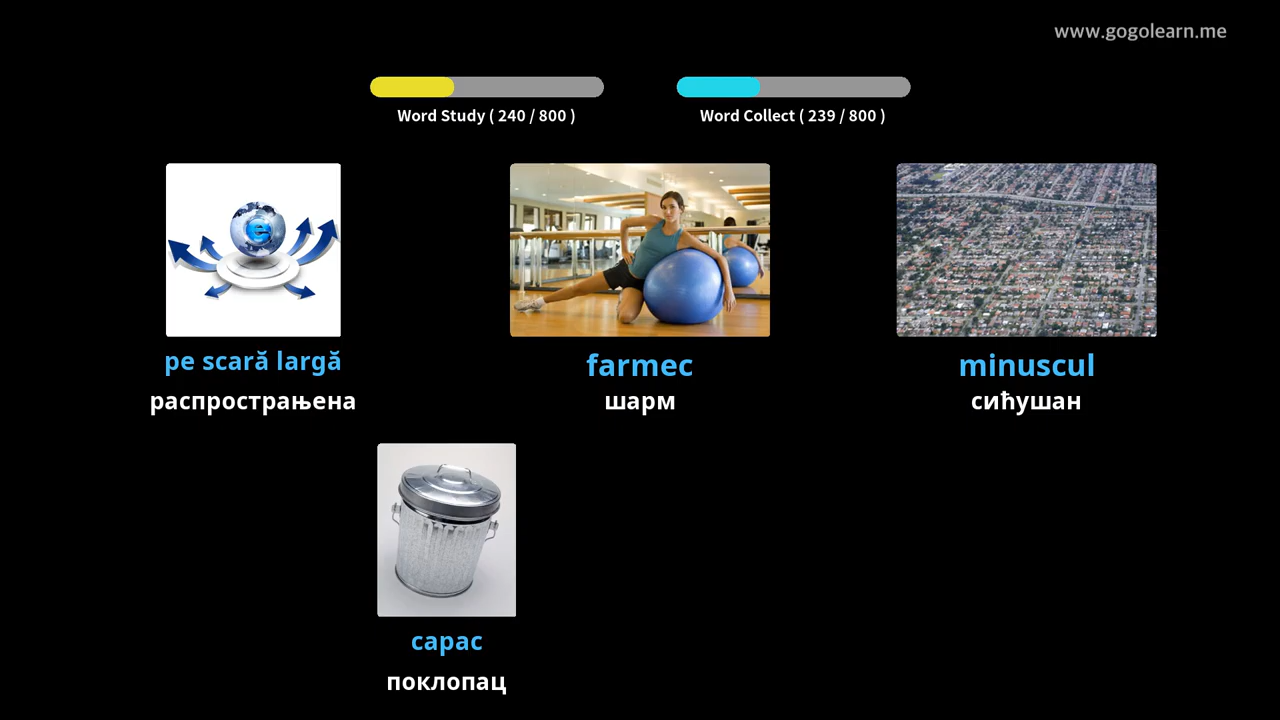 www.gogolearn.me
Word Study ( 240 / 800 )
Word Collect ( 239 / 800 )
e
pe scară largă
распрострањена
farmec
шарм
minuscul
сићушан
capac
поклопац